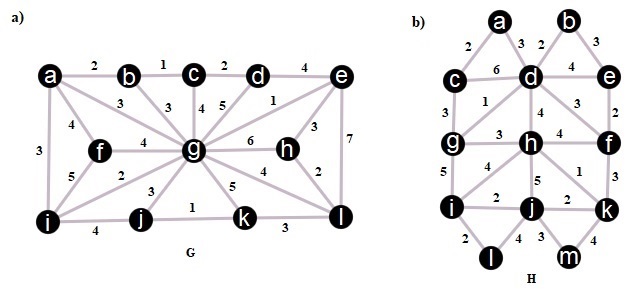 a) b)
a b
2 3 2 3
a 2 b 1 c 2 d 4 e
c 6 d 4 e
3 3 4 5 1
3 1 4 3 2
4 3 7
3 f 4 g 6 h
g 3 h 4 f
5 2 3 5 4 2
5 4 5 1 3
i 4 j 1 k 3 l
i 2 j 2 k
2 4 3 4
l m
G H